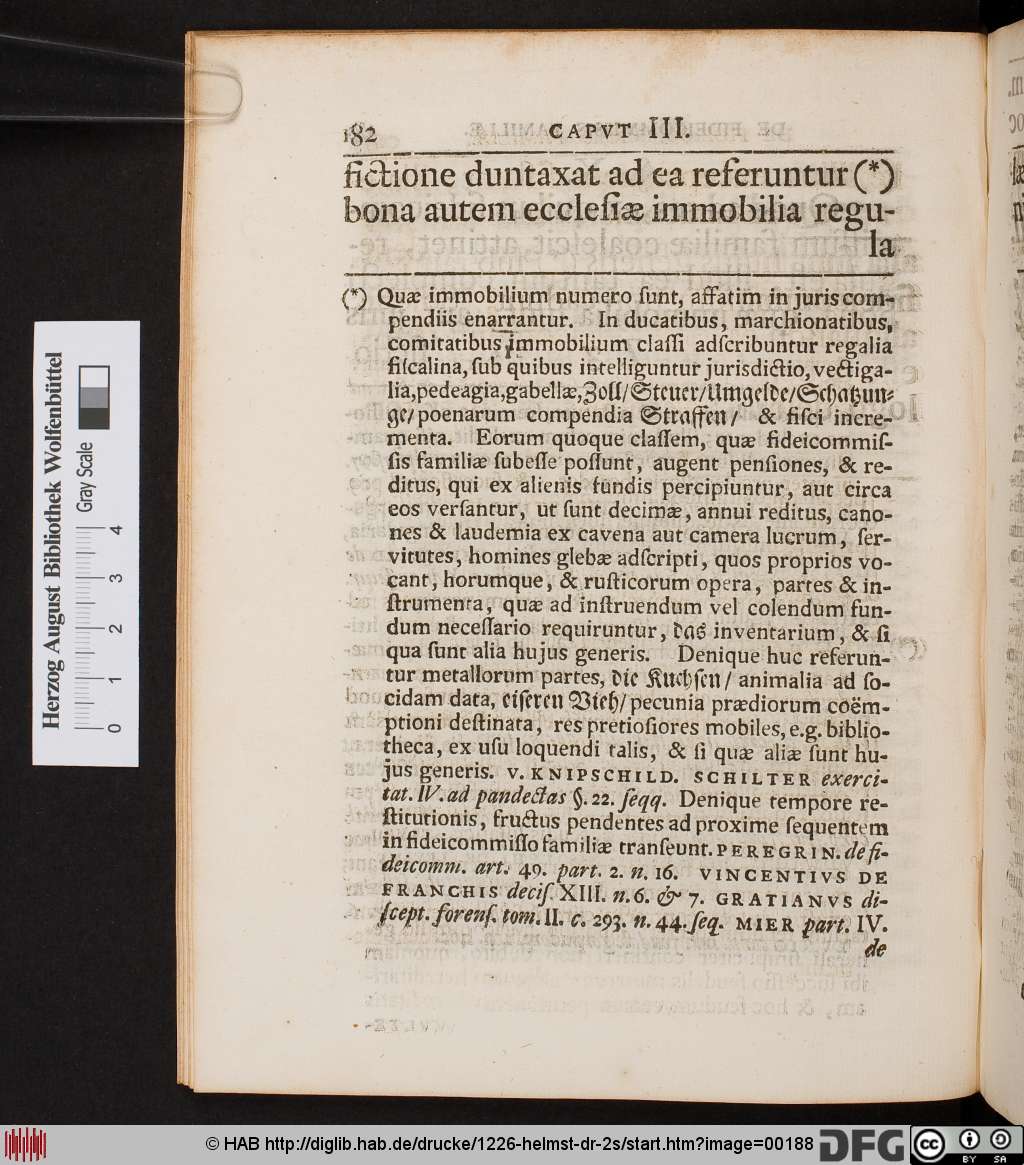 182 CAPVT III.
fictione duntaxat ad ea referuntur (*)
bona autem ecclesiæ immobilia regu-
la
(*) Quæ immobilium numero sunt, affatim in juris com-
pendiis enarrantur. In ducatibus, marchionatibus,
comitatibus immobilium classi adscribuntur regalia
fiscalina, sub quibus intelliguntur jurisdictio, vectiga-
lia, pedeagia, gabellæ, Zoll/ Steuer/ Umgelde/ Schatzun-
ge/ poenarum compendia Straffen/ & fisci incre-
menta. Eorum quoque classem, quæ fideicommis-
sis familiæ subesse possunt, augent pensiones, & re-
ditus, qui ex alienis fundis percipiuntur, aut circa
eos versantur, ut sunt decimæ, annui reditus, cano-
nes & laudemia ex cavena aut camera lucrum, ser-
vitutes, homines glebæ adscripti, quos proprios vo-
cant, horumque, & rusticorum opera, partes & in-
strumenta, quæ ad instruendum vel colendum fun-
dum necessario requiruntur, das inventarium, & si
qua sunt alia hujus generis. Denique huc referun-
tur metallorum partes, die Kuchsen/ animalia ad so-
cidam data, eiseren Vieh/ pecunia prædiorum coëm-
ptioni destinata, res pretiosiores mobiles, e.g. biblio-
theca, ex usu loquendi talis, & si quæ aliæ sunt hu-
jus generis. V. KNIPSCHILD. SCHILTER exerci-
tat. IV. ad pandectas §. 22. seqq. Denique tempore re-
stitutionis, fructus pendentes ad proxime sequentem
in fideicommisso familiæ transeunt. PEREGRIN. de fi-
deicomm. art. 49. part. 2. n. 16. VINCENTIVS DE
FRANCHIS decis. XIII. n. 6. & 7. GRATIANVS di-
scept. forens. tom. II. c. 293. n. 44. seq. MIER part. IV.
de
Herzog August Bibliothek Wolfenbüttel
Gray Scale
0 1 2 3 4
© HAB http://diglib.hab.de/drucke/1226-helmst-dr-2s/start.htm?image=00188 DFG cc BY SA